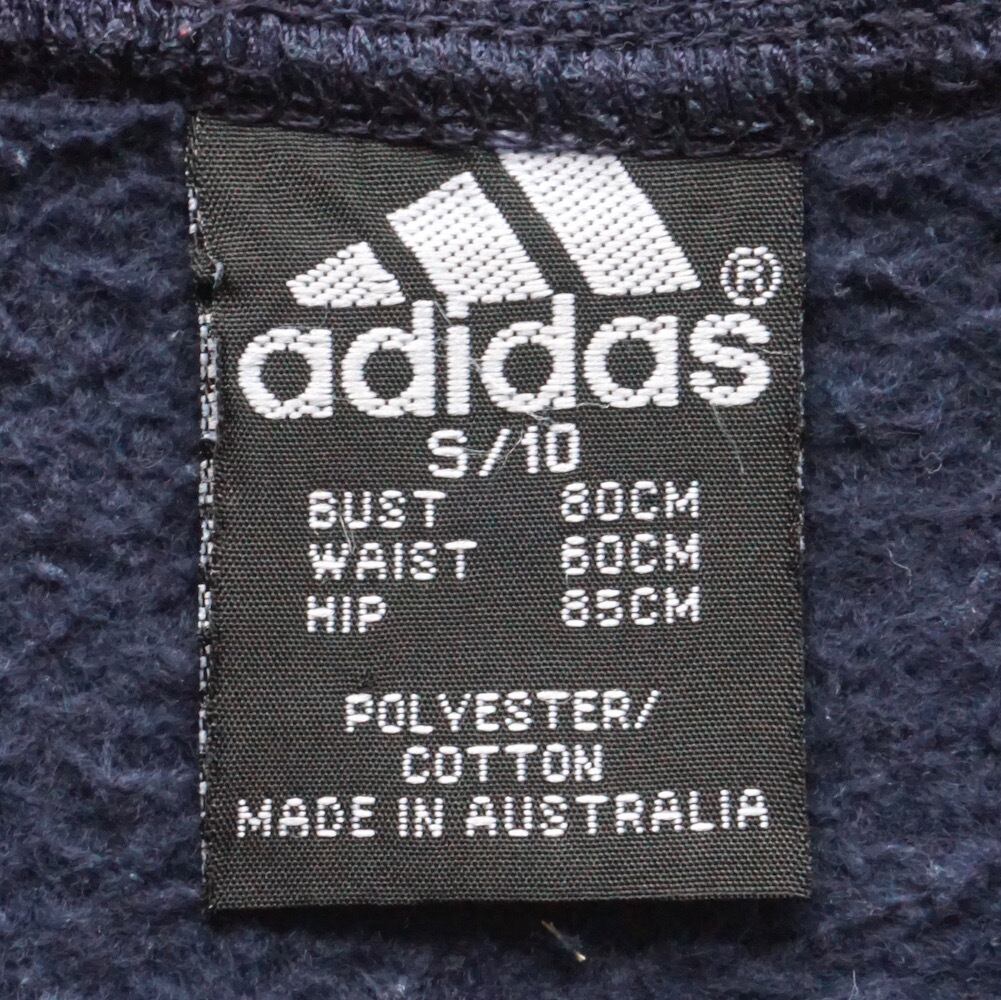 adidas®
S/10
BUST 80CM
WAIST 60CM
HIP 85CM
POLYESTER/
COTTON
MADE IN AUSTRALIA